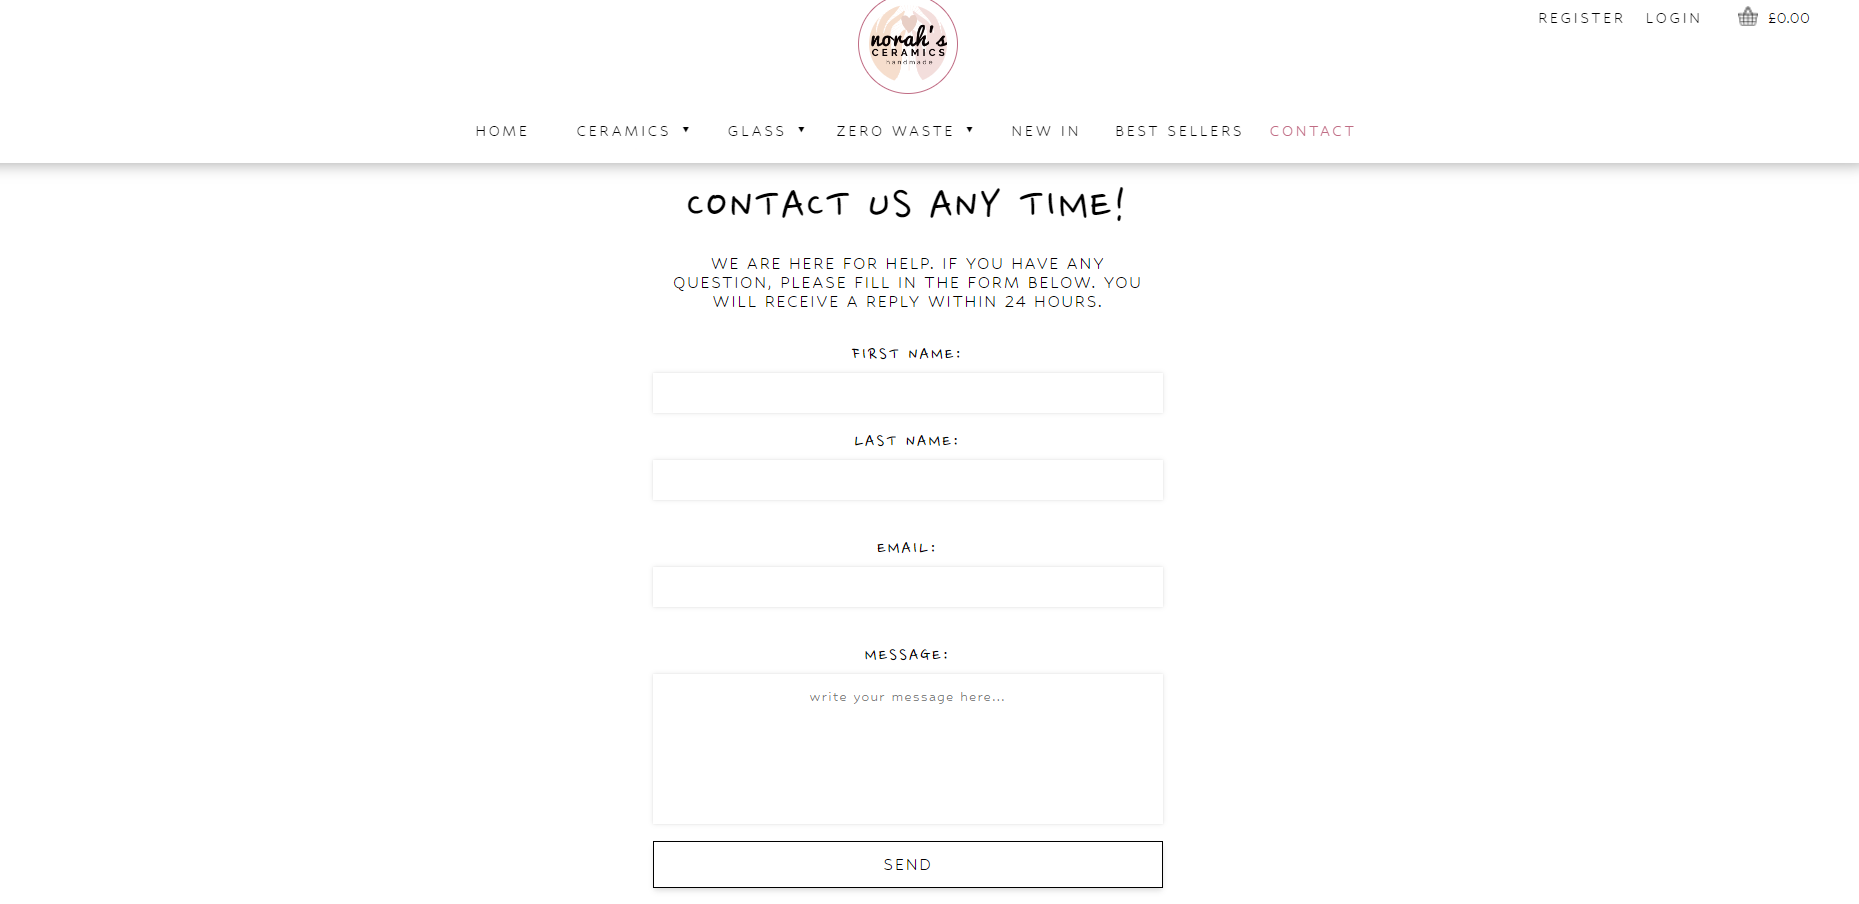 norah's
CERAMICS
handmade
REGISTER LOGIN £0.00
HOME CERAMICS ▼ GLASS ▼ ZERO WASTE ▼ NEW IN BEST SELLERS CONTACT
CONTACT US ANY TIME!
WE ARE HERE FOR HELP. IF YOU HAVE ANY
QUESTION, PLEASE FILL IN THE FORM BELOW. YOU
WILL RECEIVE A REPLY WITHIN 24 HOURS.
FIRST NAME:
LAST NAME:
EMAIL:
MESSAGE:
write your message here...
SEND